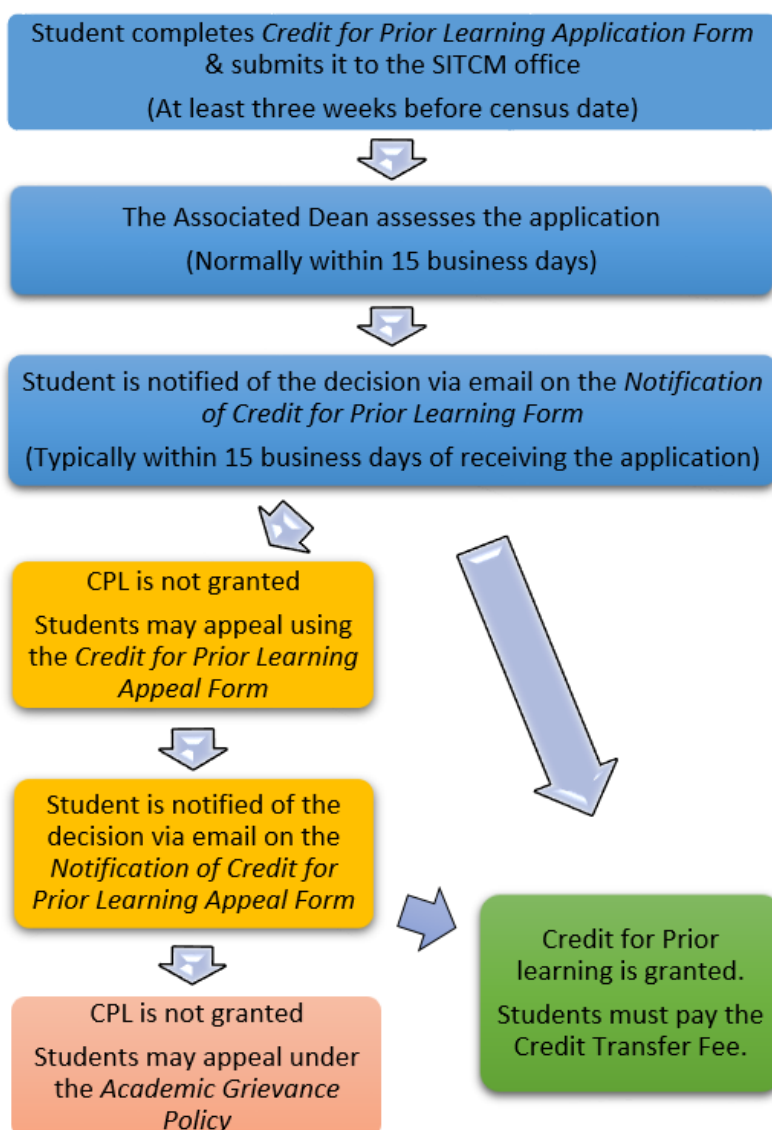 Student completes Credit for Prior Learning Application Form
& submits it to the SITCM office
(At least three weeks before census date)
The Associated Dean assesses the application
(Normally within 15 business days)
Student is notified of the decision via email on the Notification
of Credit for Prior Learning Form
(Typically within 15 business days of receiving the application)
CPL is not granted
Students may appeal using
the Credit for Prior Learning
Appeal Form
Student is notified of the
decision via email on the
Notification of Credit for
Prior Learning Appeal Form
CPL is not granted
Students may appeal under
the Academic Grievance
Policy
Credit for Prior
learning is granted.
Students must pay the
Credit Transfer Fee.